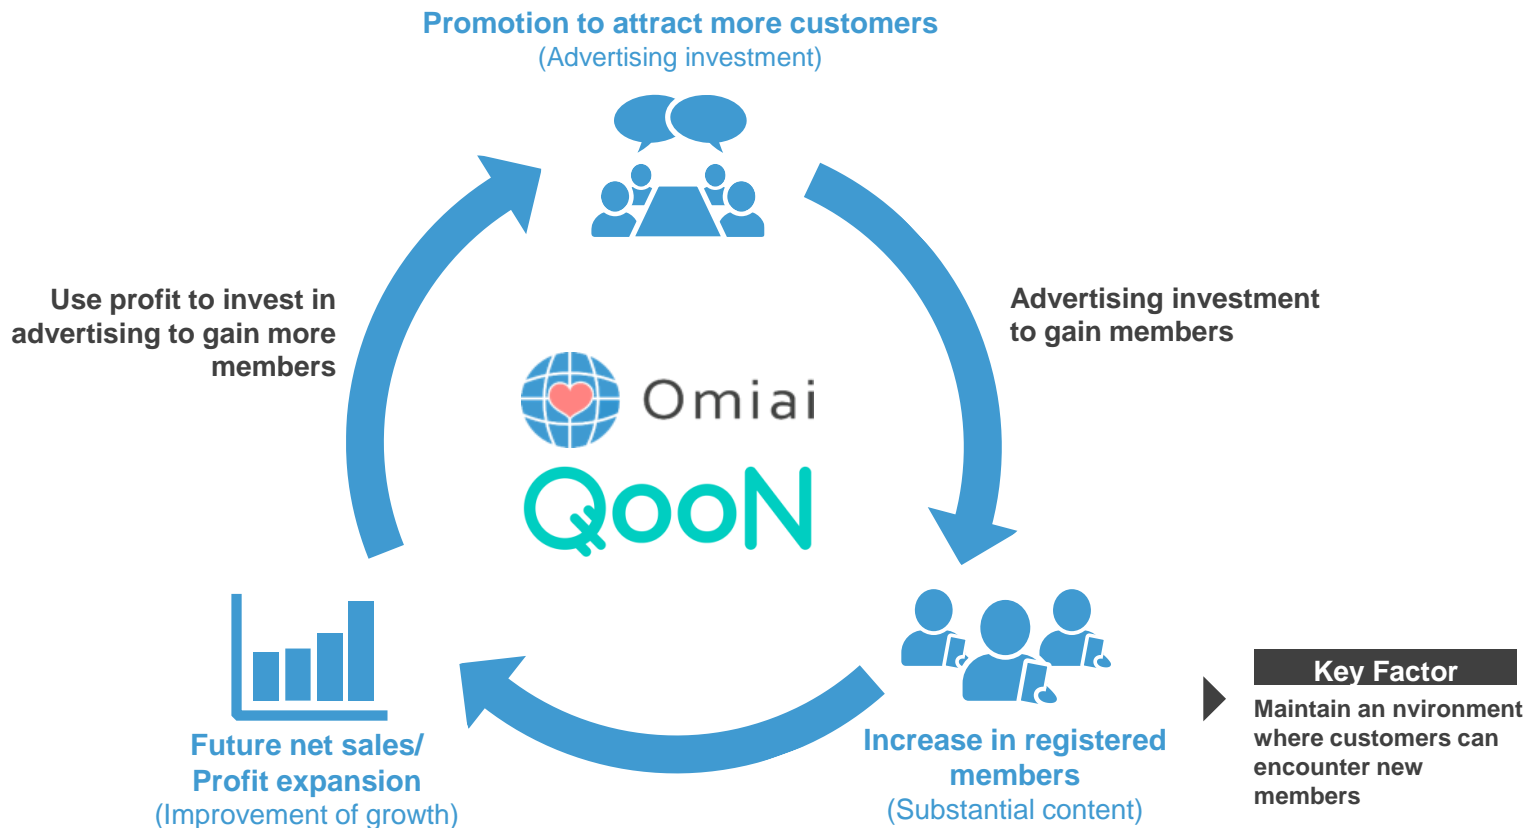 Promotion to attract more customers
(Advertising investment)
Use profit to invest in
advertising to gain more
members
Advertising investment
to gain members
Omiai
QooN
Future net sales/
Profit expansion
(Improvement of growth)
Increase in registered
members
(Substantial content)
Key Factor
Maintain an nvironment
where customers can
encounter new
members